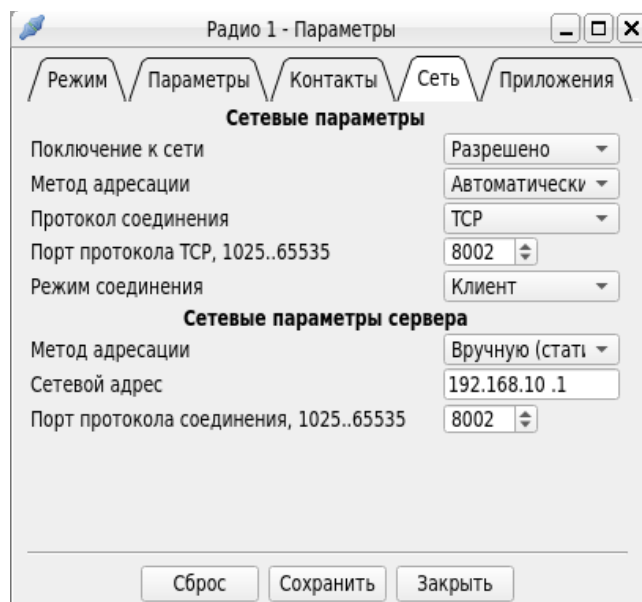 Радио 1 - Параметры
Режим Параметры Контакты Сеть Приложения
Сетевые параметры
Поключение к сети Разрешено
Метод адресации Автоматически
Протокол соединения TCP
Порт протокола TCP, 1025..65535 8002
Режим соединения Клиент
Сетевые параметры сервера
Метод адресации Вручную (стати
Сетевой адрес 192.168.10 .1
Порт протокола соединения, 1025..65535 8002
Сброс Сохранить Закрыть